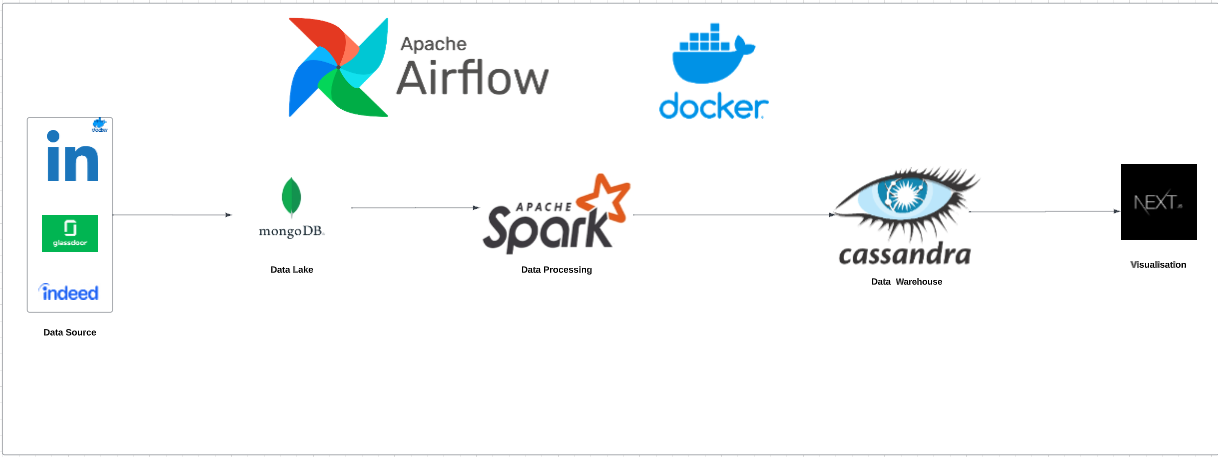 Apache
Airflow
docker
docker
in
glassdoor
indeed
Data Source
mongoDB.
Data Lake
APACHE
Spark
Data Processing
cassandra
Data Warehouse
NEXT.JS
Visualisation